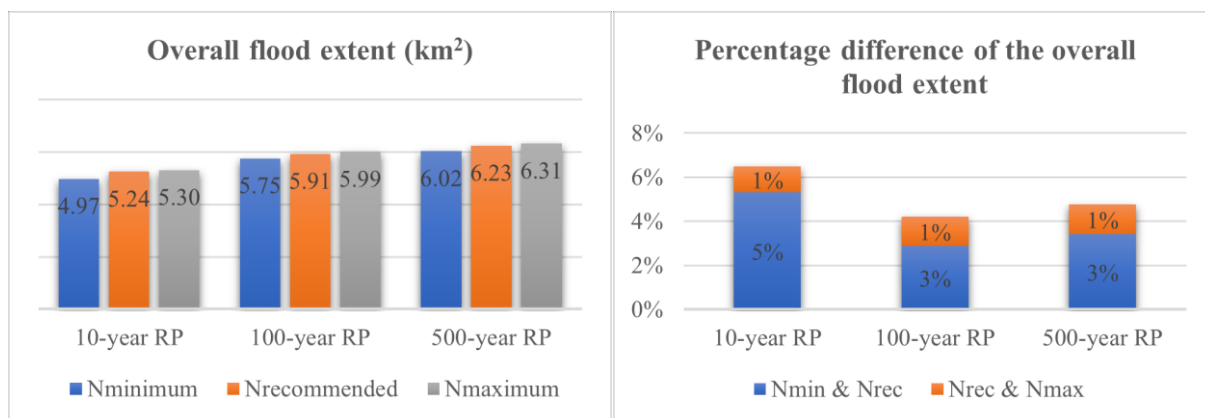 Overall flood extent (km²)
4.97 5.24 5.30 5.75 5.91 5.99 6.02 6.23 6.31
10-year RP 100-year RP 500-year RP
Nminimum Nrecommended Nmaximum
Percentage difference of the overall
flood extent
8%
6%
4%
2%
0%
1% 1% 1%
5% 3% 3%
10-year RP 100-year RP 500-year RP
Nmin & Nrec Nrec & Nmax